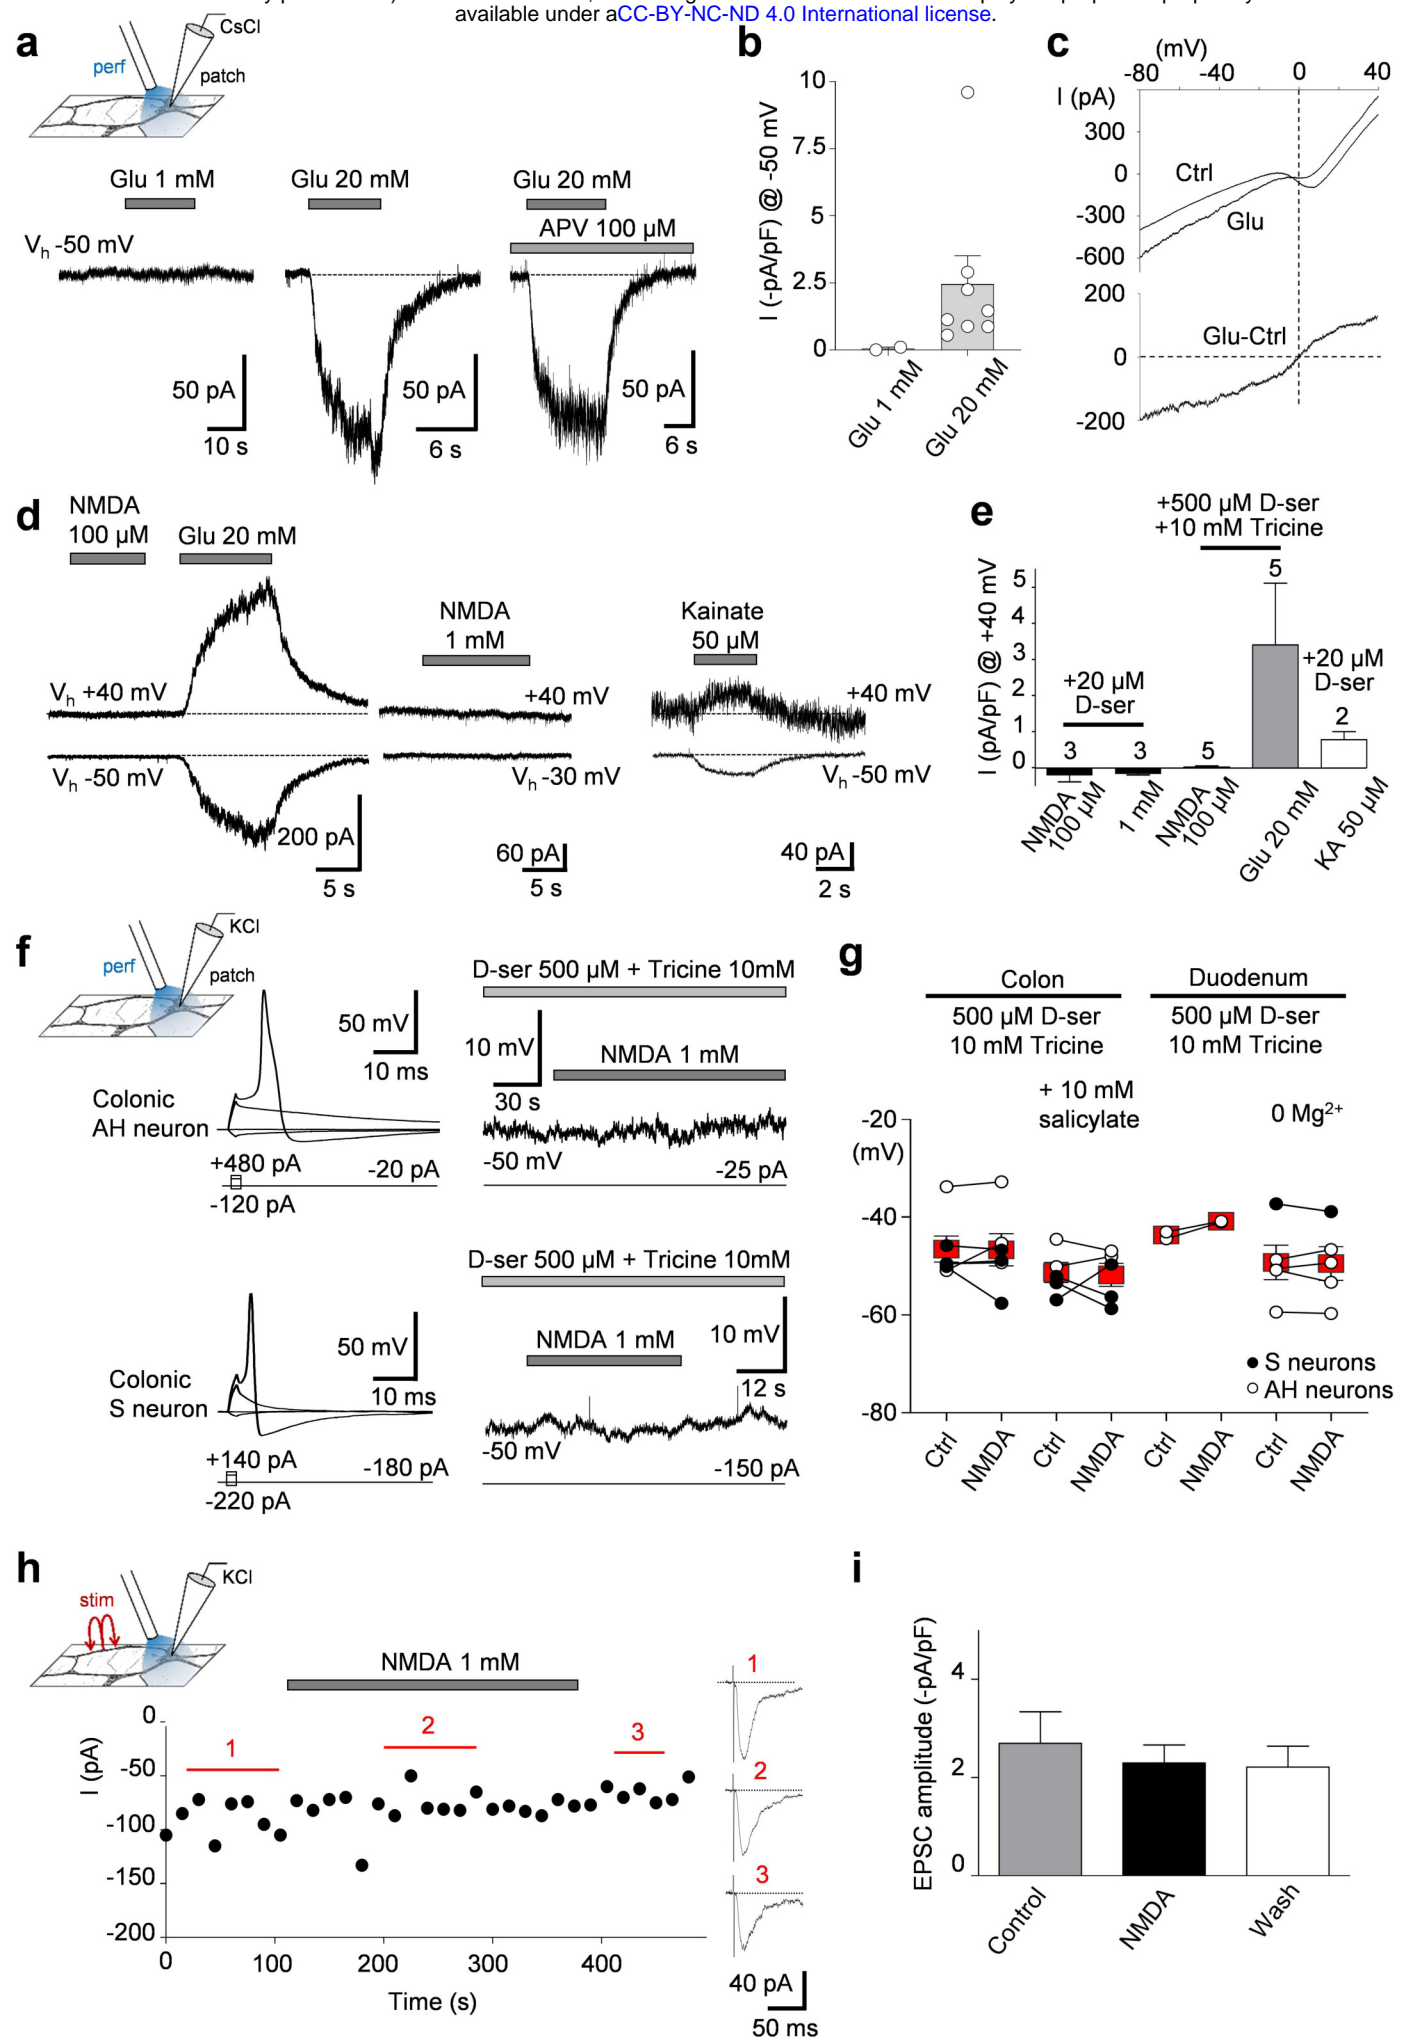 available under aCC-BY-NC-ND 4.0 International license.
a
CsCl
perf
patch
Glu 1 mM
Glu 20 mM
Glu 20 mM
APV 100 µM
Vh -50 mV
50 pA
10 s
50 pA
6 s
50 pA
6 s
b
I (-pA/pF) @ -50 mV
10
7.5
5
2.5
0
Glu 1 mM
Glu 20 mM
c
(mV)
-80
-40
0
40
I (pA)
300
0
-300
-600
Ctrl
Glu
200
0
-200
Glu-Ctrl
d
NMDA
100 µM
Glu 20 mM
Vh +40 mV
Vh -50 mV
200 pA
5 s
NMDA
1 mM
+40 mV
Vh -30 mV
60 pA
5 s
Kainate
50 µM
+40 mV
Vh -50 mV
40 pA
2 s
e
+500 µM D-ser
+10 mM Tricine
I (pA/pF) @ +40 mV
5
4
3
2
1
0
+20 µM
D-ser
3
3
5
5
+20 µM
D-ser
2
NMDA
100 µM
1 mM
NMDA
100 µM
Glu 20 mM
KA 50 µM
f
KCl
perf
patch
50 mV
10 ms
Colonic
AH neuron
+480 pA
-20 pA
-120 pA
D-ser 500 µM + Tricine 10mM
10 mV
30 s
NMDA 1 mM
-50 mV
-25 pA
50 mV
10 ms
Colonic
S neuron
+140 pA
-180 pA
-220 pA
D-ser 500 µM + Tricine 10mM
NMDA 1 mM
10 mV
12 s
-50 mV
-150 pA
g
Colon
Duodenum
500 µM D-ser
10 mM Tricine
500 µM D-ser
10 mM Tricine
+ 10 mM
salicylate
0 Mg2+
-20
(mV)
-40
-60
-80
S neurons
AH neurons
Ctrl
NMDA
Ctrl
NMDA
Ctrl
NMDA
Ctrl
NMDA
h
stim
KCl
NMDA 1 mM
I (pA)
0
-50
-100
-150
-200
1
2
3
0
100
200
300
400
Time (s)
1
2
3
40 pA
50 ms
i
EPSC amplitude (-pA/pF)
4
2
0
Control
NMDA
Wash